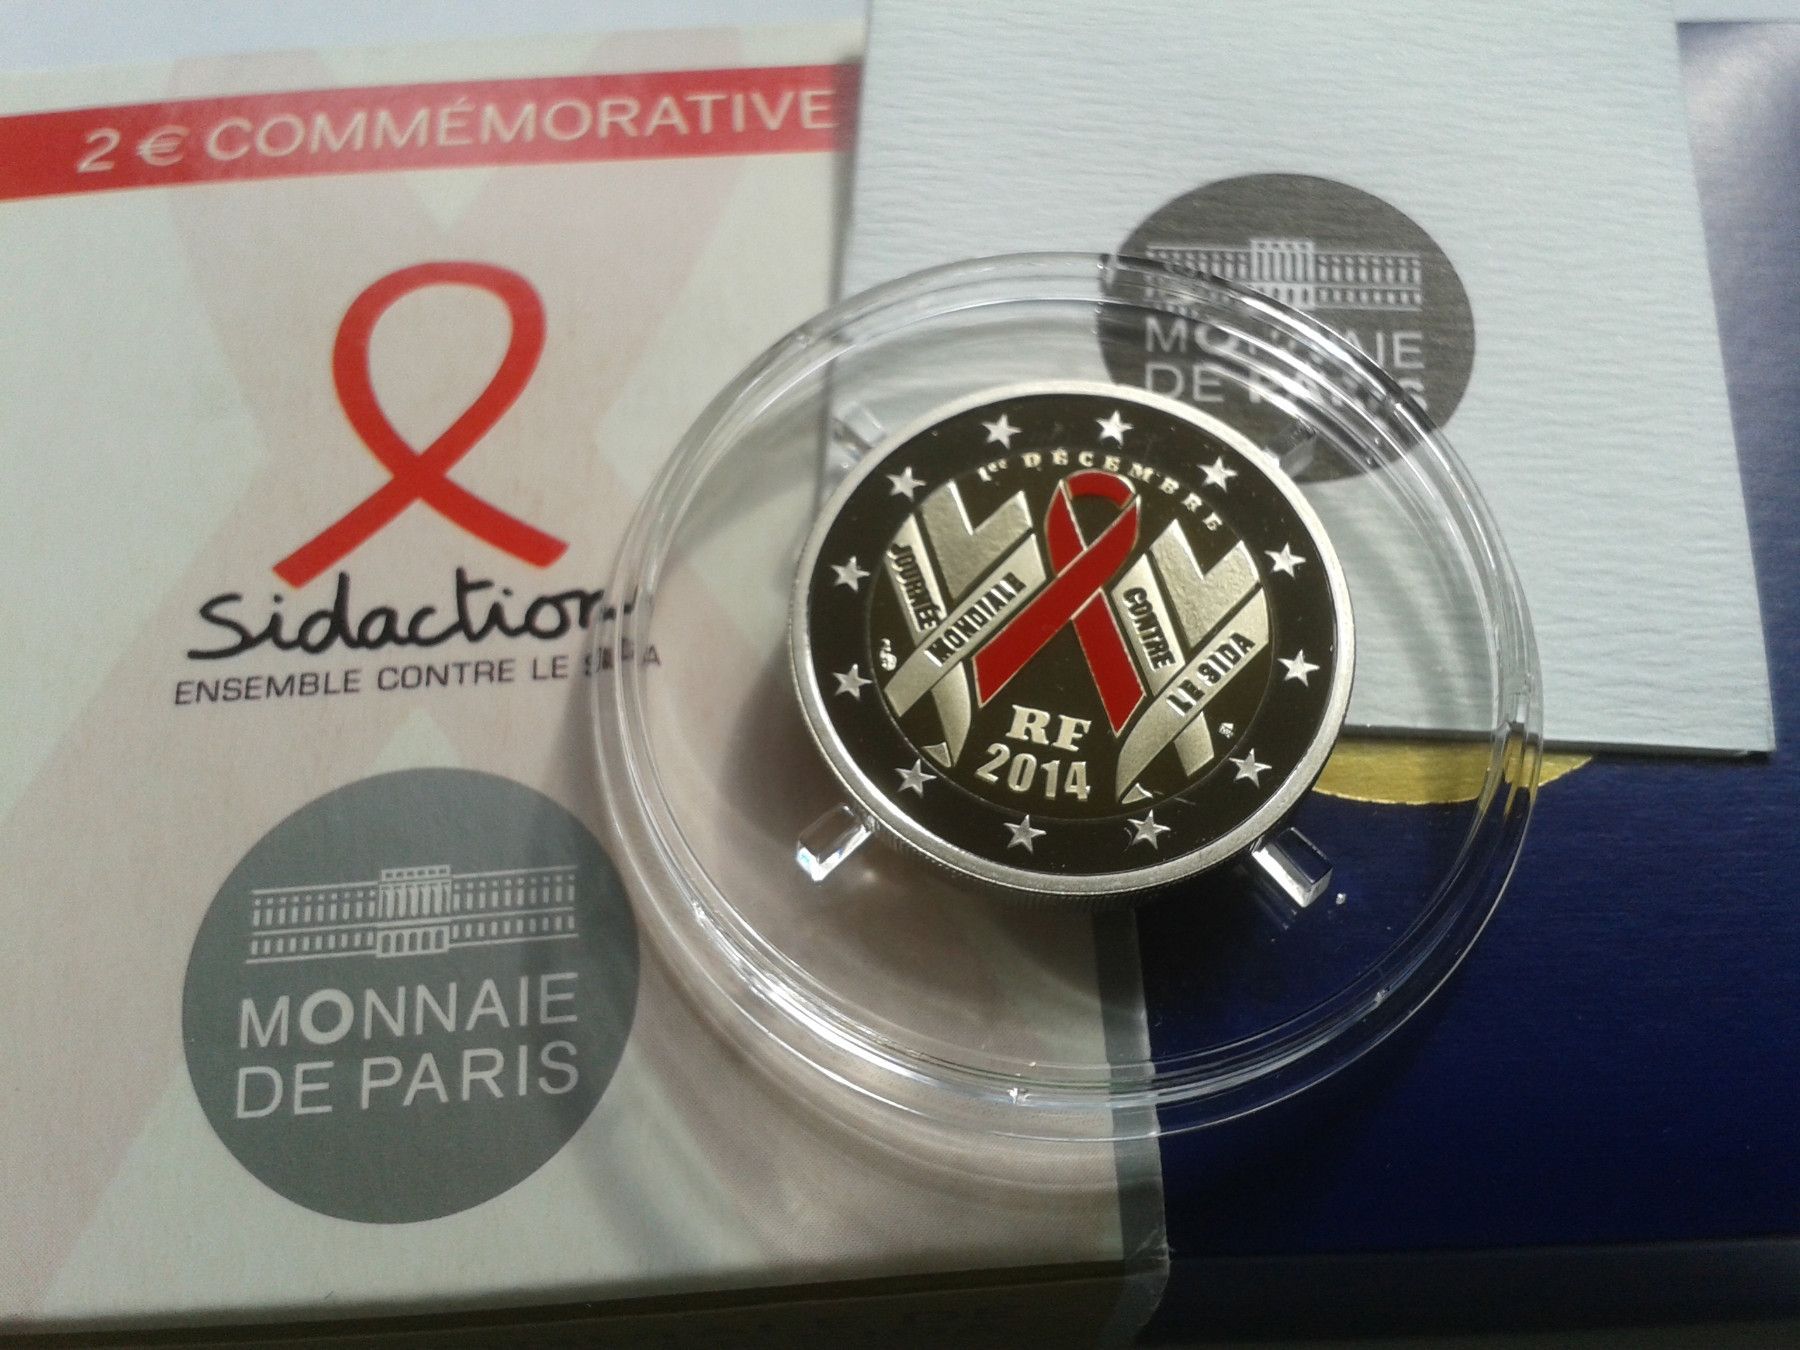 2 € COMMÉMORATIVE
Sidaction
ENSEMBLE CONTRE LE SIDA
MONNAIE
DE PARIS
MONNAIE
DE PARIS
1er DÉCEMBRE
JOURNÉE
MONDIALE
CONTRE
LE SIDA
RF
2014